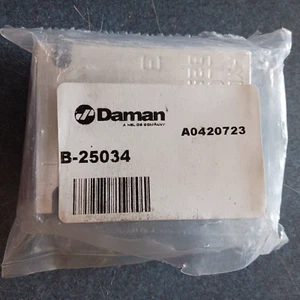 Daman
A HELIOS COMPANY
A0420723
B-25034